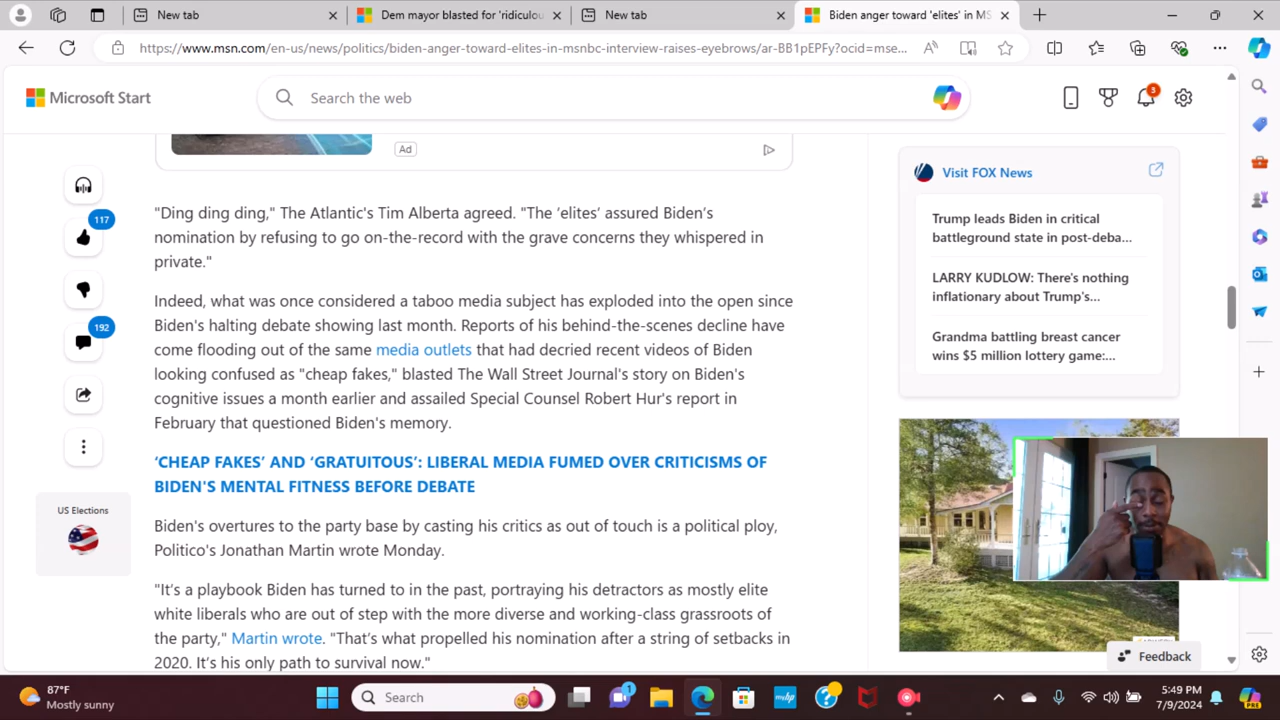 New tab
Dem mayor blasted for 'ridiculou
New tab
Biden anger toward 'elites' in MS
https://www.msn.com/en-us/news/politics/biden-anger-toward-elites-in-msnbc-interview-raises-eyebrows/ar-BB1pEPFy?ocid=mse...
Microsoft Start
Search the web
3
Ad
117
192
US Elections
"Ding ding ding," The Atlantic's Tim Alberta agreed. "The ‘elites’ assured Biden’s
nomination by refusing to go on-the-record with the grave concerns they whispered in
private."
Indeed, what was once considered a taboo media subject has exploded into the open since
Biden's halting debate showing last month. Reports of his behind-the-scenes decline have
come flooding out of the same media outlets that had decried recent videos of Biden
looking confused as "cheap fakes," blasted The Wall Street Journal's story on Biden's
cognitive issues a month earlier and assailed Special Counsel Robert Hur's report in
February that questioned Biden's memory.
‘CHEAP FAKES’ AND ‘GRATUITOUS’: LIBERAL MEDIA FUMED OVER CRITICISMS OF
BIDEN'S MENTAL FITNESS BEFORE DEBATE
Biden's overtures to the party base by casting his critics as out of touch is a political ploy,
Politico's Jonathan Martin wrote Monday.
"It’s a playbook Biden has turned to in the past, portraying his detractors as mostly elite
white liberals who are out of step with the more diverse and working-class grassroots of
the party," Martin wrote. "That’s what propelled his nomination after a string of setbacks in
2020. It’s his only path to survival now."
Visit FOX News
Trump leads Biden in critical
battleground state in post-deba...
LARRY KUDLOW: There's nothing
inflationary about Trump's...
Grandma battling breast cancer
wins $5 million lottery game:...
Feedback
87°F
Mostly sunny
Search
1
mhp
5:49 PM
7/9/2024
PRE